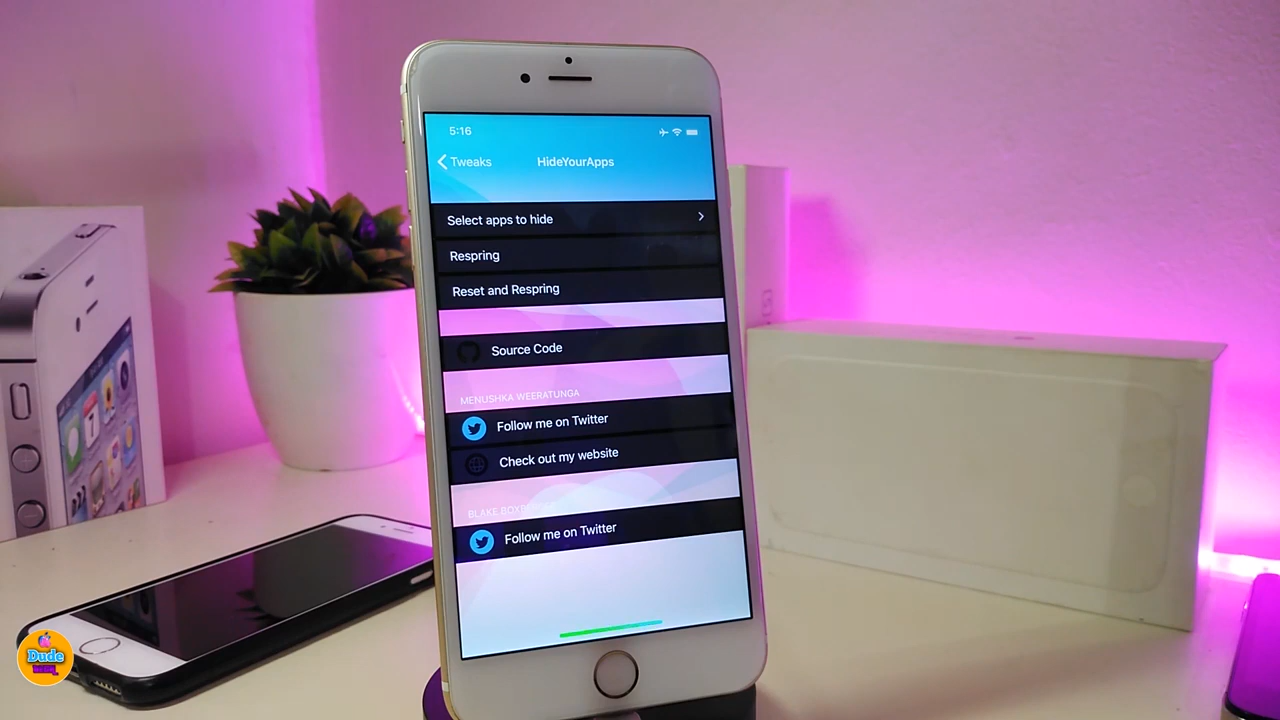 5:16
Tweaks
HideYourApps
Select apps to hide
Respring
Reset and Respring
Source Code
MENUSHKA WEERATUNGA
Follow me on Twitter
Check out my website
BLAKE
Follow me on Twitter
Dude